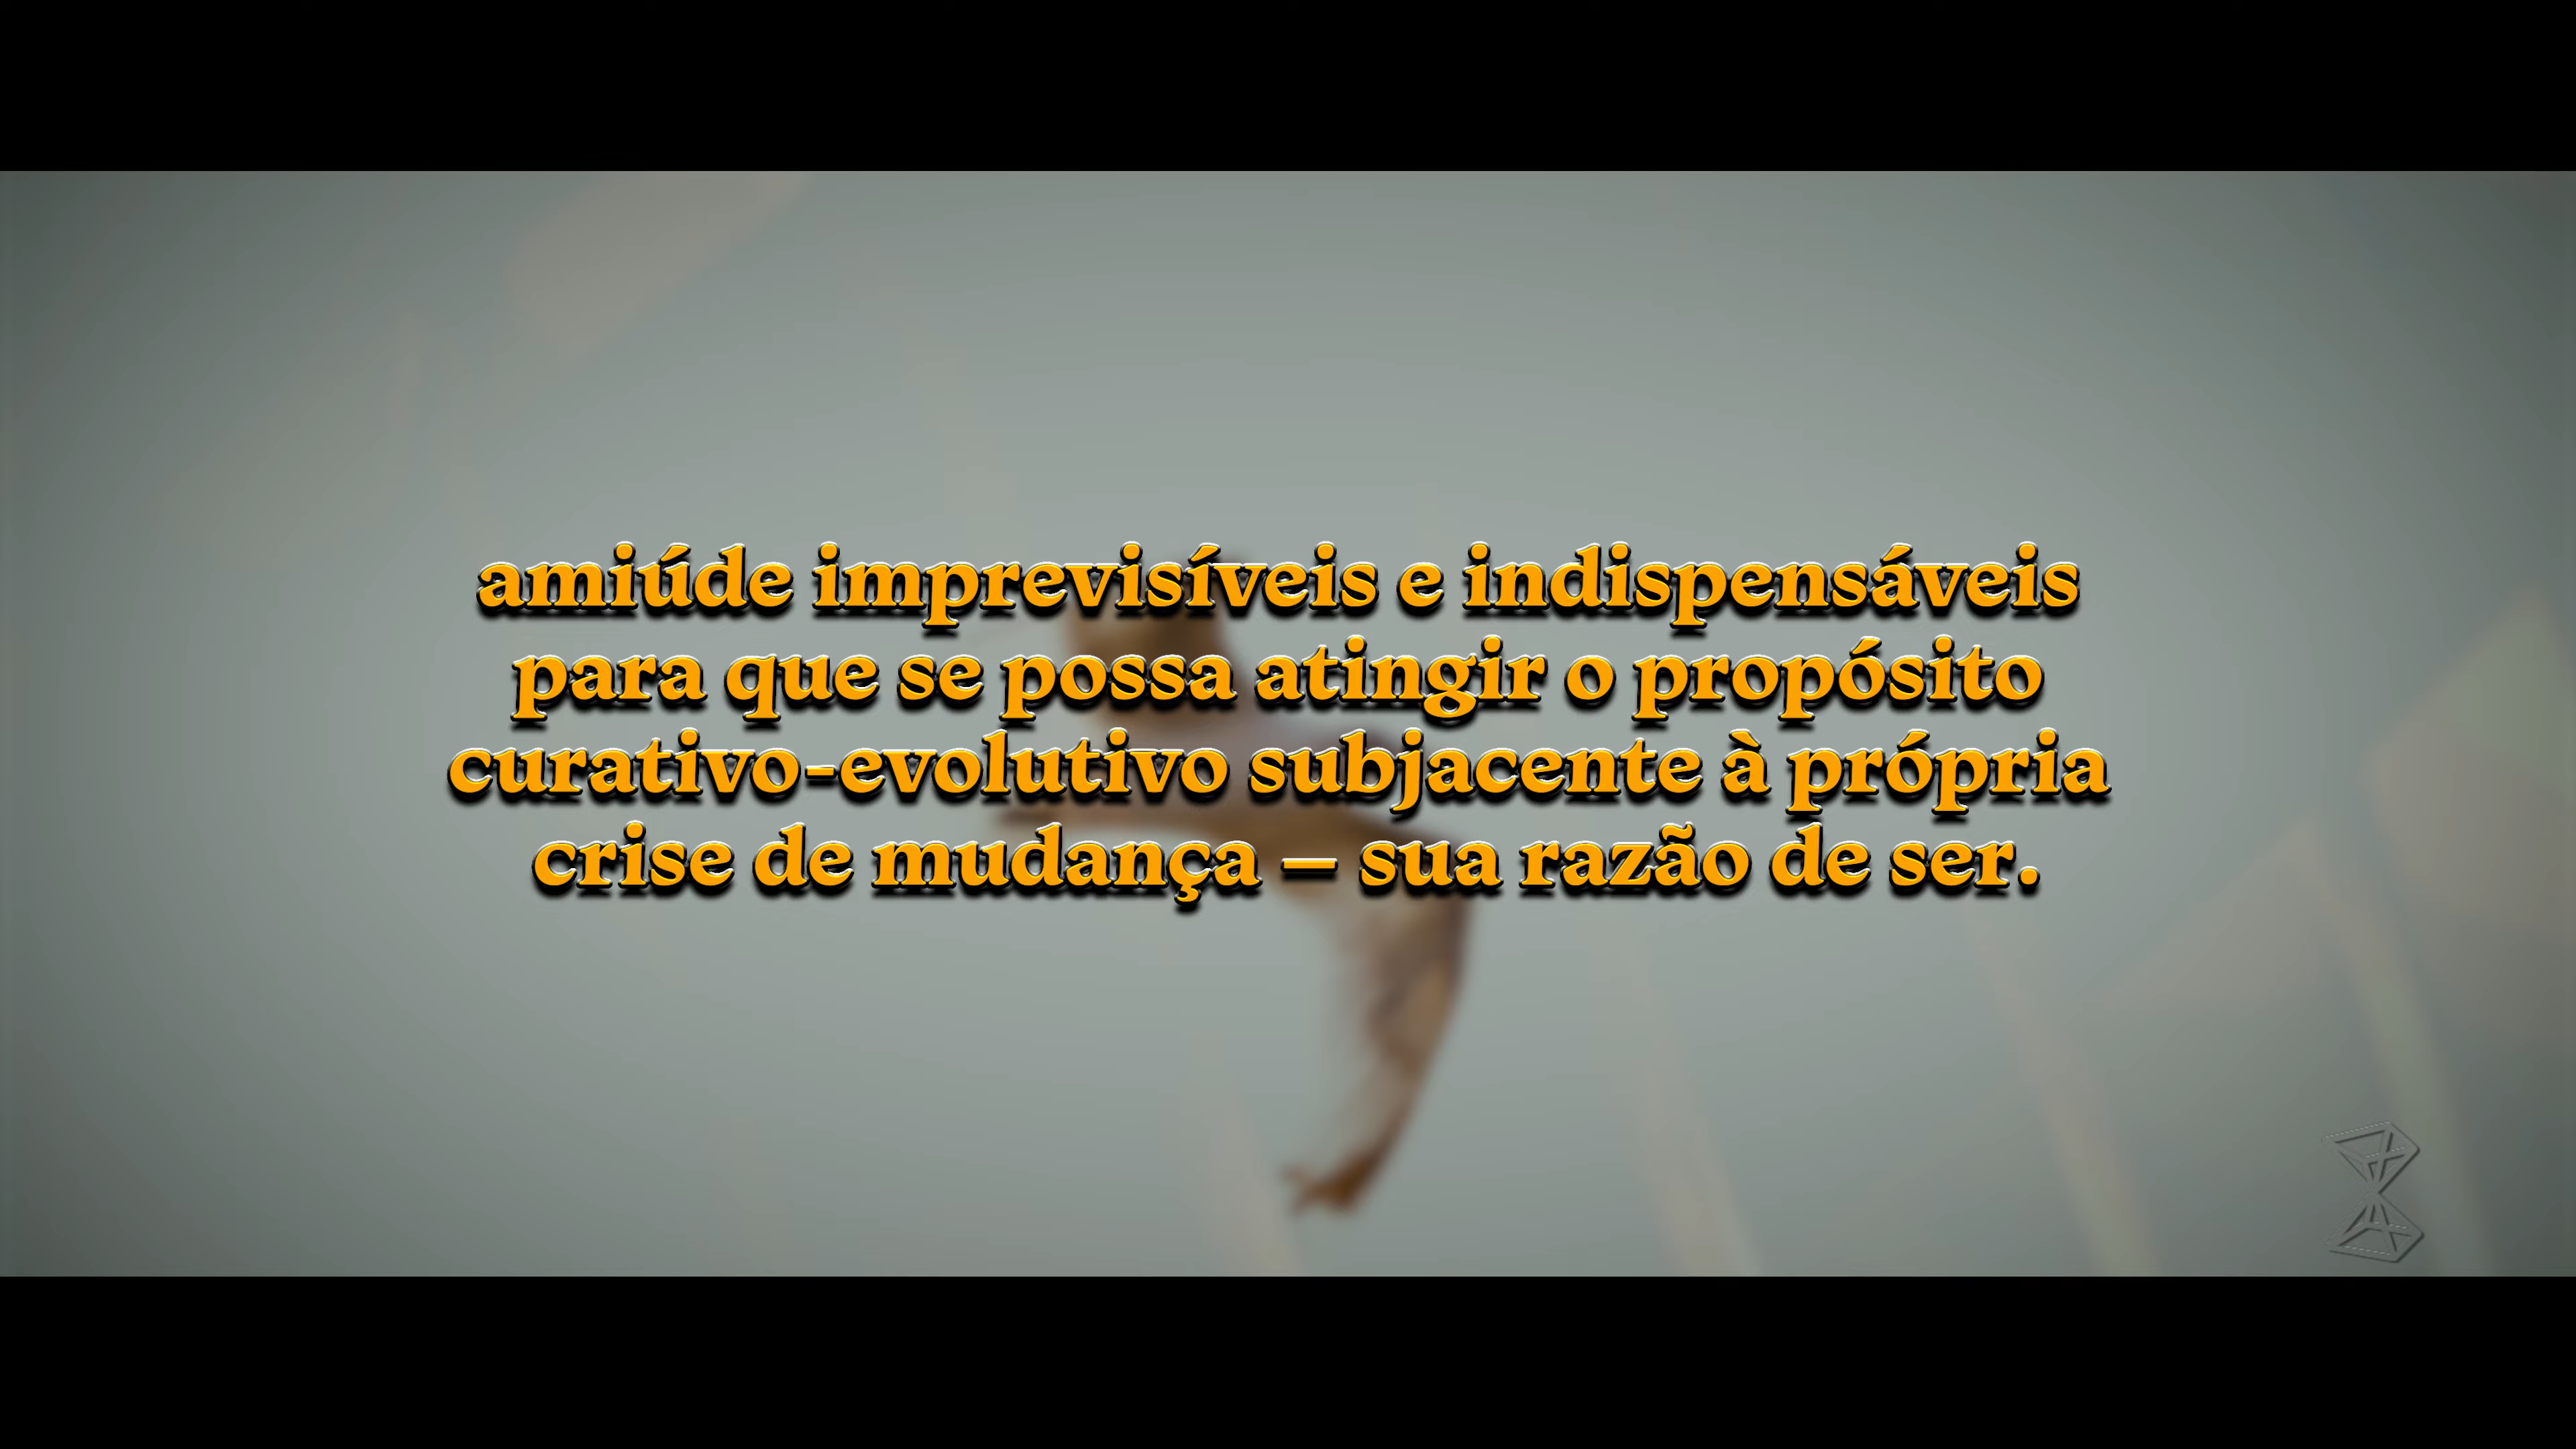 amiúde imprevisíveis e indispensáveis
para que se possa atingir o propósito
curativo-evolutivo subjacente à própria
crise de mudança – sua razão de ser.